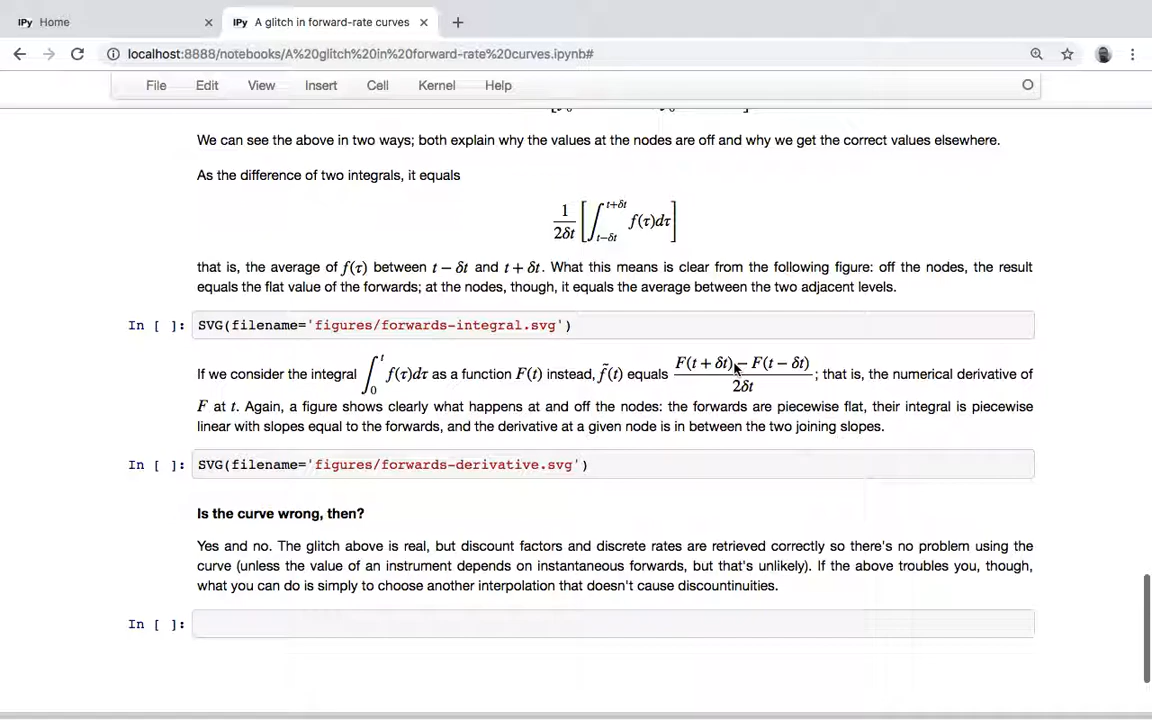 IPy Home × IPy A glitch in forward-rate curves × +
localhost:8888/notebooks/A%20glitch%20in%20forward-rate%20curves.ipynb#
File Edit View Insert Cell Kernel Help
We can see the above in two ways; both explain why the values at the nodes are off and why we get the correct values elsewhere.
As the difference of two integrals, it equals
1/2δt [∫_{t−δt}^{t+δt} f(τ)dτ]
that is, the average of f(τ) between t − δt and t + δt. What this means is clear from the following figure: off the nodes, the result
equals the flat value of the forwards; at the nodes, though, it equals the average between the two adjacent levels.
In [ ]: SVG(filename='figures/forwards-integral.svg')
If we consider the integral ∫_0^t f(τ)dτ as a function F(t) instead, f̃(t) equals (F(t + δt) − F(t − δt))/2δt; that is, the numerical derivative of
F at t. Again, a figure shows clearly what happens at and off the nodes: the forwards are piecewise flat, their integral is piecewise
linear with slopes equal to the forwards, and the derivative at a given node is in between the two joining slopes.
In [ ]: SVG(filename='figures/forwards-derivative.svg')
Is the curve wrong, then?
Yes and no. The glitch above is real, but discount factors and discrete rates are retrieved correctly so there's no problem using the
curve (unless the value of an instrument depends on instantaneous forwards, but that's unlikely). If the above troubles you, though,
what you can do is simply to choose another interpolation that doesn't cause discontinuities.
In [ ]: